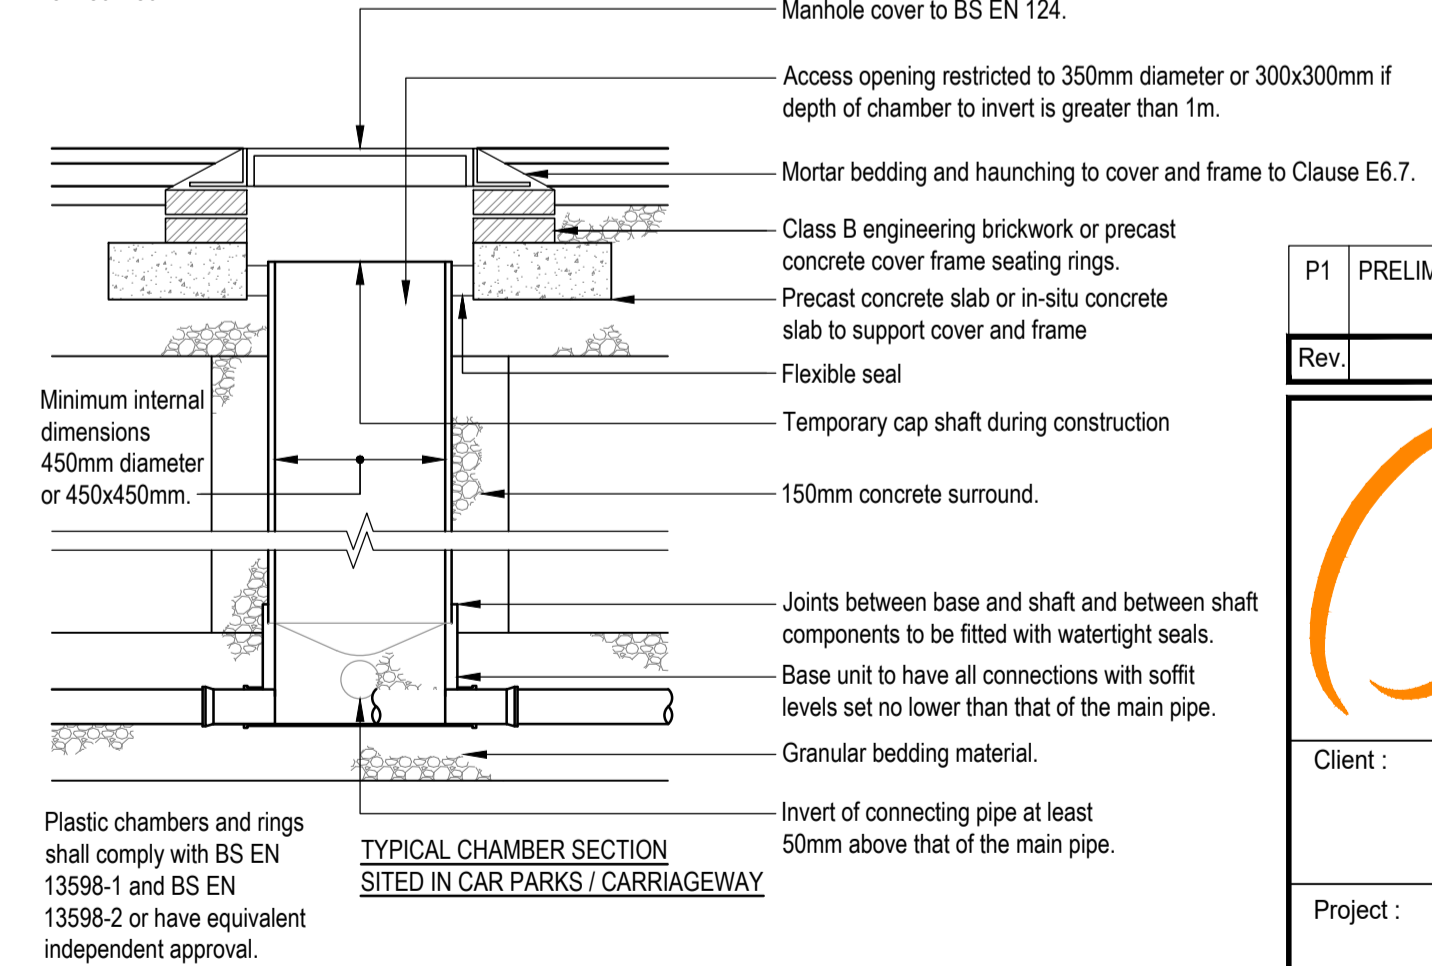 Manhole cover to BS EN 124.
Access opening restricted to 350mm diameter or 300x300mm if
depth of chamber to invert is greater than 1m.
Mortar bedding and haunching to cover and frame to Clause E6.7.
Class B engineering brickwork or precast
concrete cover frame seating rings.
Precast concrete slab or in-situ concrete
slab to support cover and frame
Flexible seal
Temporary cap shaft during construction
Minimum internal
dimensions
450mm diameter
or 450x450mm.
150mm concrete surround.
Joints between base and shaft and between shaft
components to be fitted with watertight seals.
Base unit to have all connections with soffit
levels set no lower than that of the main pipe.
Granular bedding material.
Invert of connecting pipe at least
50mm above that of the main pipe.
Plastic chambers and rings
shall comply with BS EN
13598-1 and BS EN
13598-2 or have equivalent
independent approval.
TYPICAL CHAMBER SECTION
SITED IN CAR PARKS / CARRIAGEWAY
P1 PRELIM
Rev.
Client :
Project :